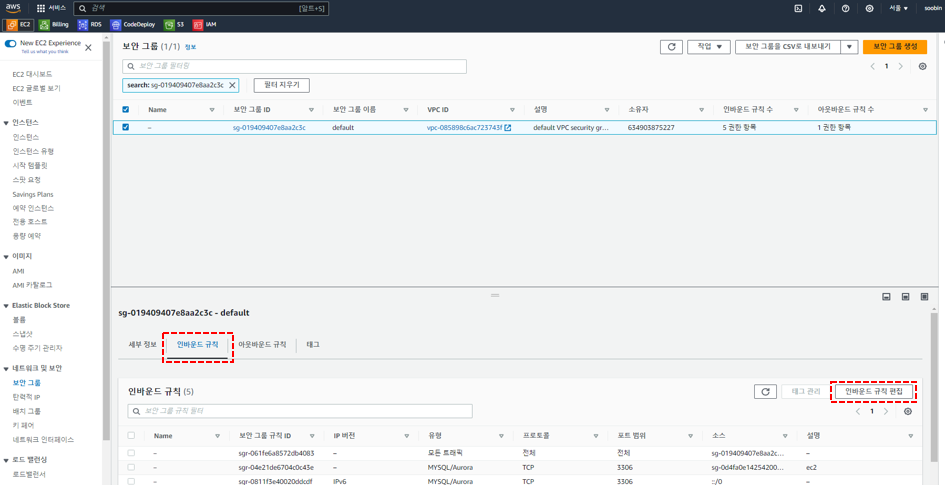 aws
서비스
검색
[알트+S]
서울
soobin
EC2
Billing
RDS
CodeDeploy
S3
IAM
New EC2 Experience
Tell us what you think
EC2 대시보드
EC2 글로벌 보기
이벤트
인스턴스
인스턴스
인스턴스 유형
시작 템플릿
스팟 요청
Savings Plans
예약 인스턴스
전용 호스트
용량 예약
이미지
AMI
AMI 카탈로그
Elastic Block Store
볼륨
스냅샷
수명 주기 관리자
네트워크 및 보안
보안 그룹
탄력적 IP
배치 그룹
키 페어
네트워크 인터페이스
로드 밸런싱
로드밸런서
보안 그룹 (1/1) 정보
작업
보안 그룹을 CSV로 내보내기
보안 그룹 생성
보안 그룹 필터링
1
search: sg-019409407e8aa2c3c
필터 지우기
Name 보안 그룹 ID 보안 그룹 이름 VPC ID 설명 소유자 인바운드 규칙 수 아웃바운드 규칙 수
– sg-019409407e8aa2c3c default vpc-085898c6ac723743f default VPC security gr... 634903875227 5 권한 항목 1 권한 항목
sg-019409407e8aa2c3c - default
세부 정보 인바운드 규칙 아웃바운드 규칙 태그
인바운드 규칙 (5)
태그 관리
인바운드 규칙 편집
보안 그룹 규칙 필터
1
Name 보안 그룹 규칙 ID IP 버전 유형 프로토콜 포트 범위 소스 설명
– sgr-061fe6a8572db4083 – 모든 트래픽 전체 전체 sg-019409407e8aa2c... –
– sgr-04e21de6704c0c43e – MYSQL/Aurora TCP 3306 sg-0d4fa0e14254200... ec2
– sgr-0811f3e40020ddcdf IPv6 MYSQL/Aurora TCP 3306 ::/0 –